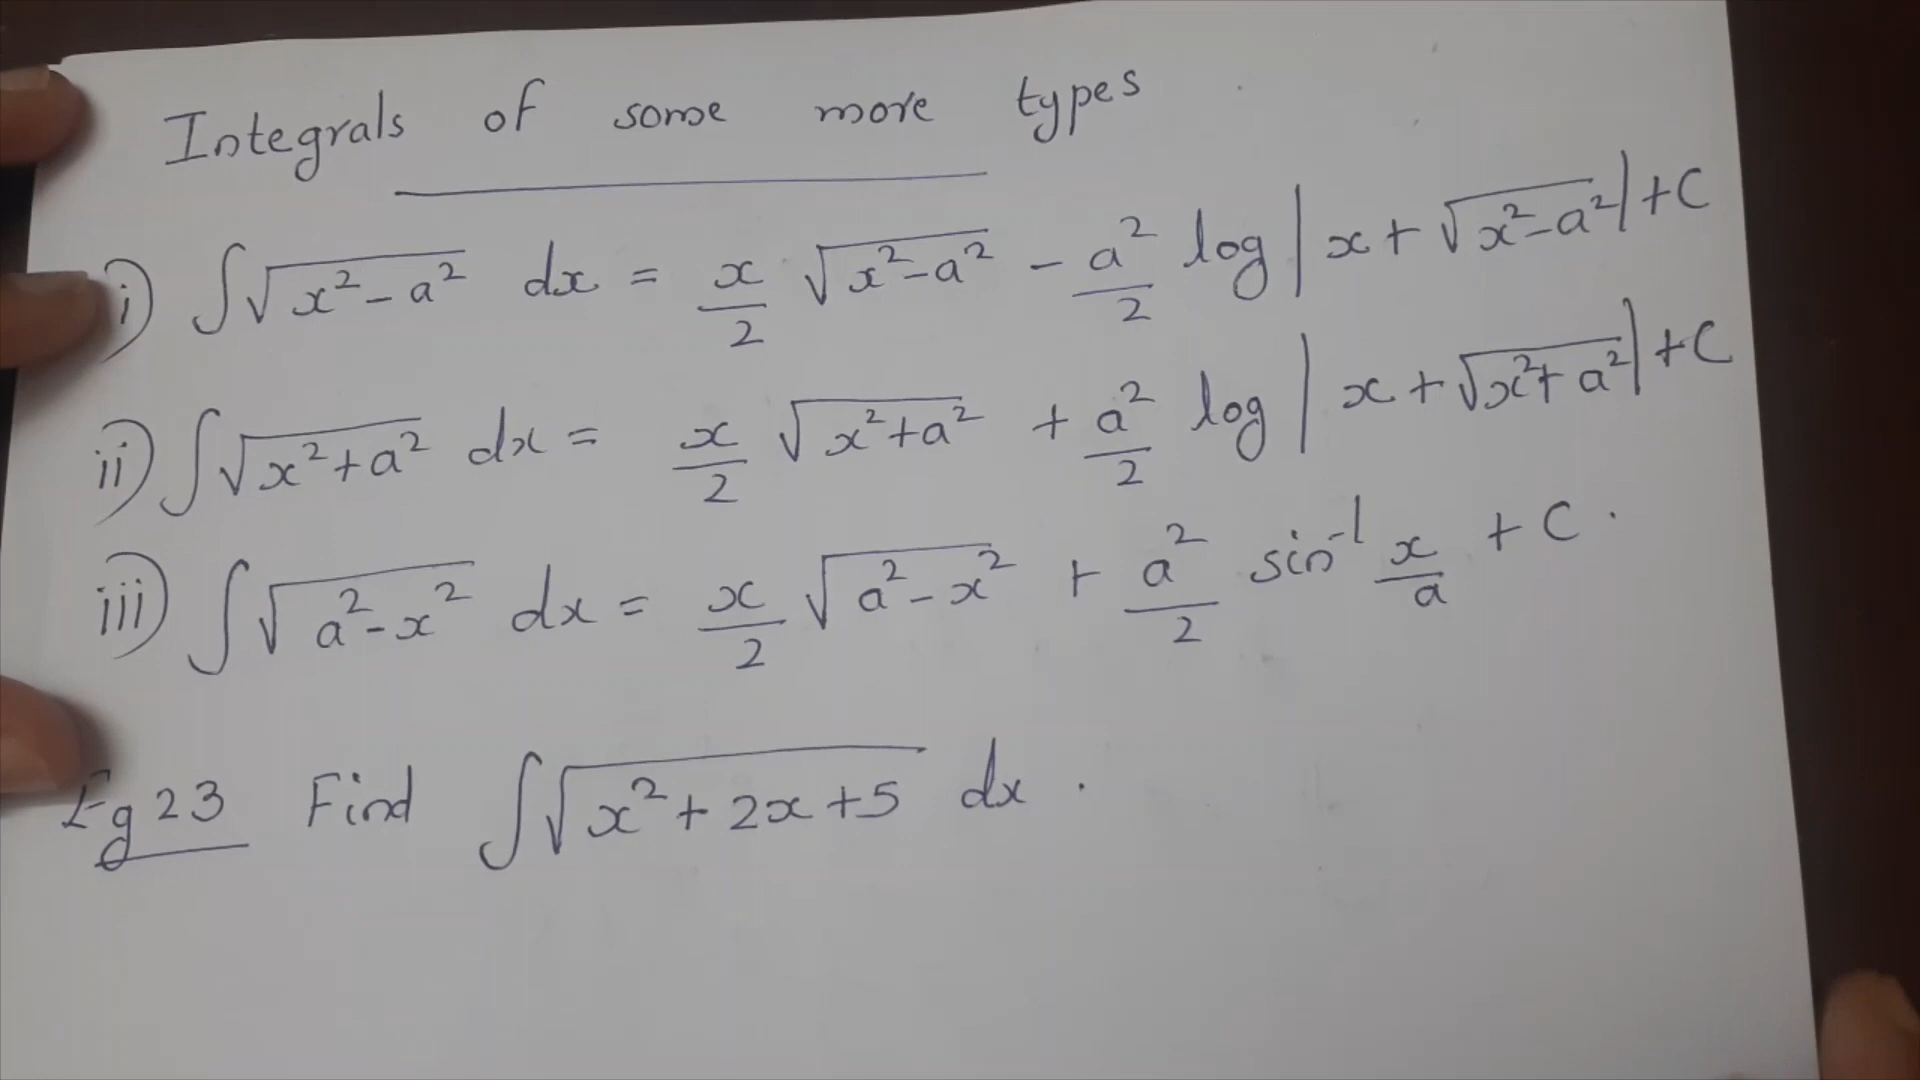 Integrals of some more types
i) ∫√(x²-a²) dx = x/2 √(x²-a²) - a²/2 log|x+√(x²-a²)|+C
ii) ∫√(x²+a²) dx = x/2 √(x²+a²) + a²/2 log|x+√(x²+a²)|+C
iii) ∫√(a²-x²) dx = x/2 √(a²-x²) + a²/2 sin⁻¹ x/a + C.
Eg 23 Find ∫√(x²+2x+5) dx.